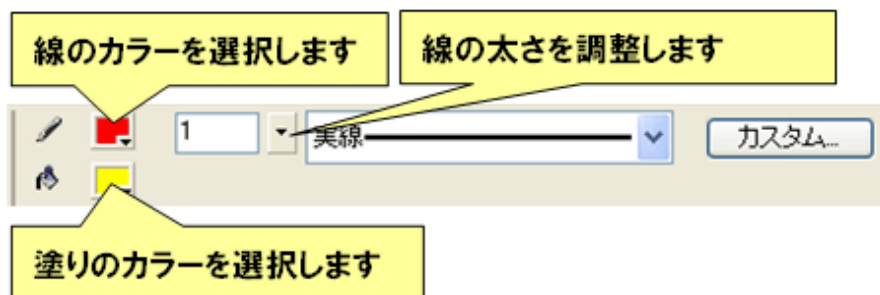 線のカラーを選択します
線の太さを調整します
1
実線
カスタム...
塗りのカラーを選択します